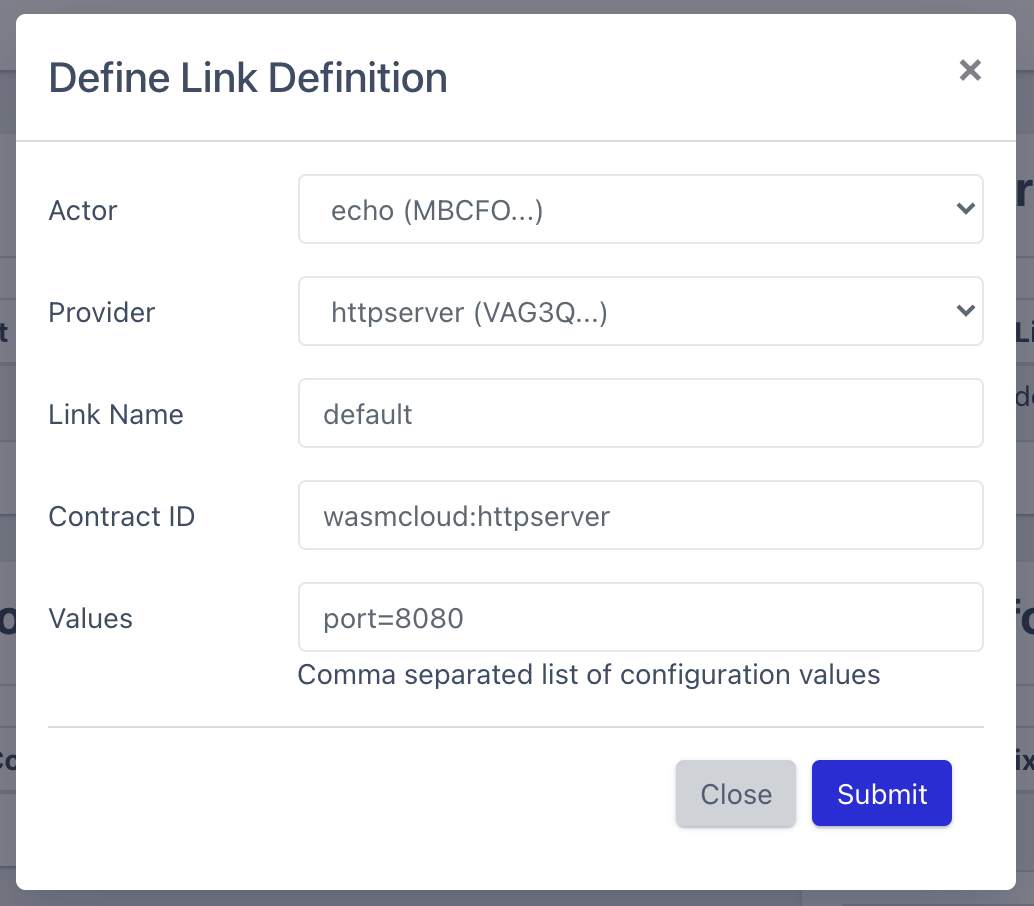 Define Link Definition
×
Actor
echo (MBCFO...)
Provider
httpserver (VAG3Q...)
Link Name
default
Contract ID
wasmcloud:httpserver
Values
port=8080
Comma separated list of configuration values
Close
Submit